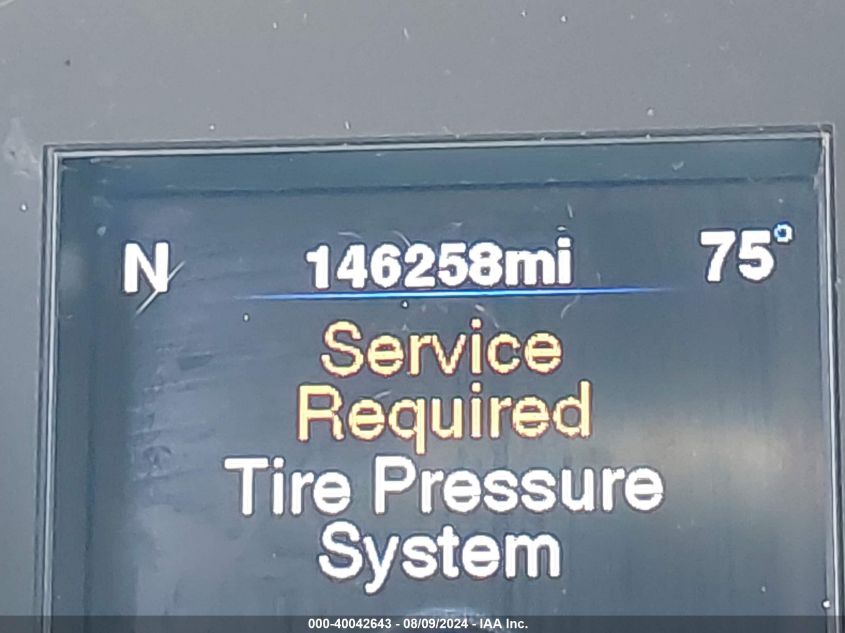 N 146258mi 75°
Service
Required
Tire Pressure
System
000-40042643 - 08/09/2024 - IAA Inc.